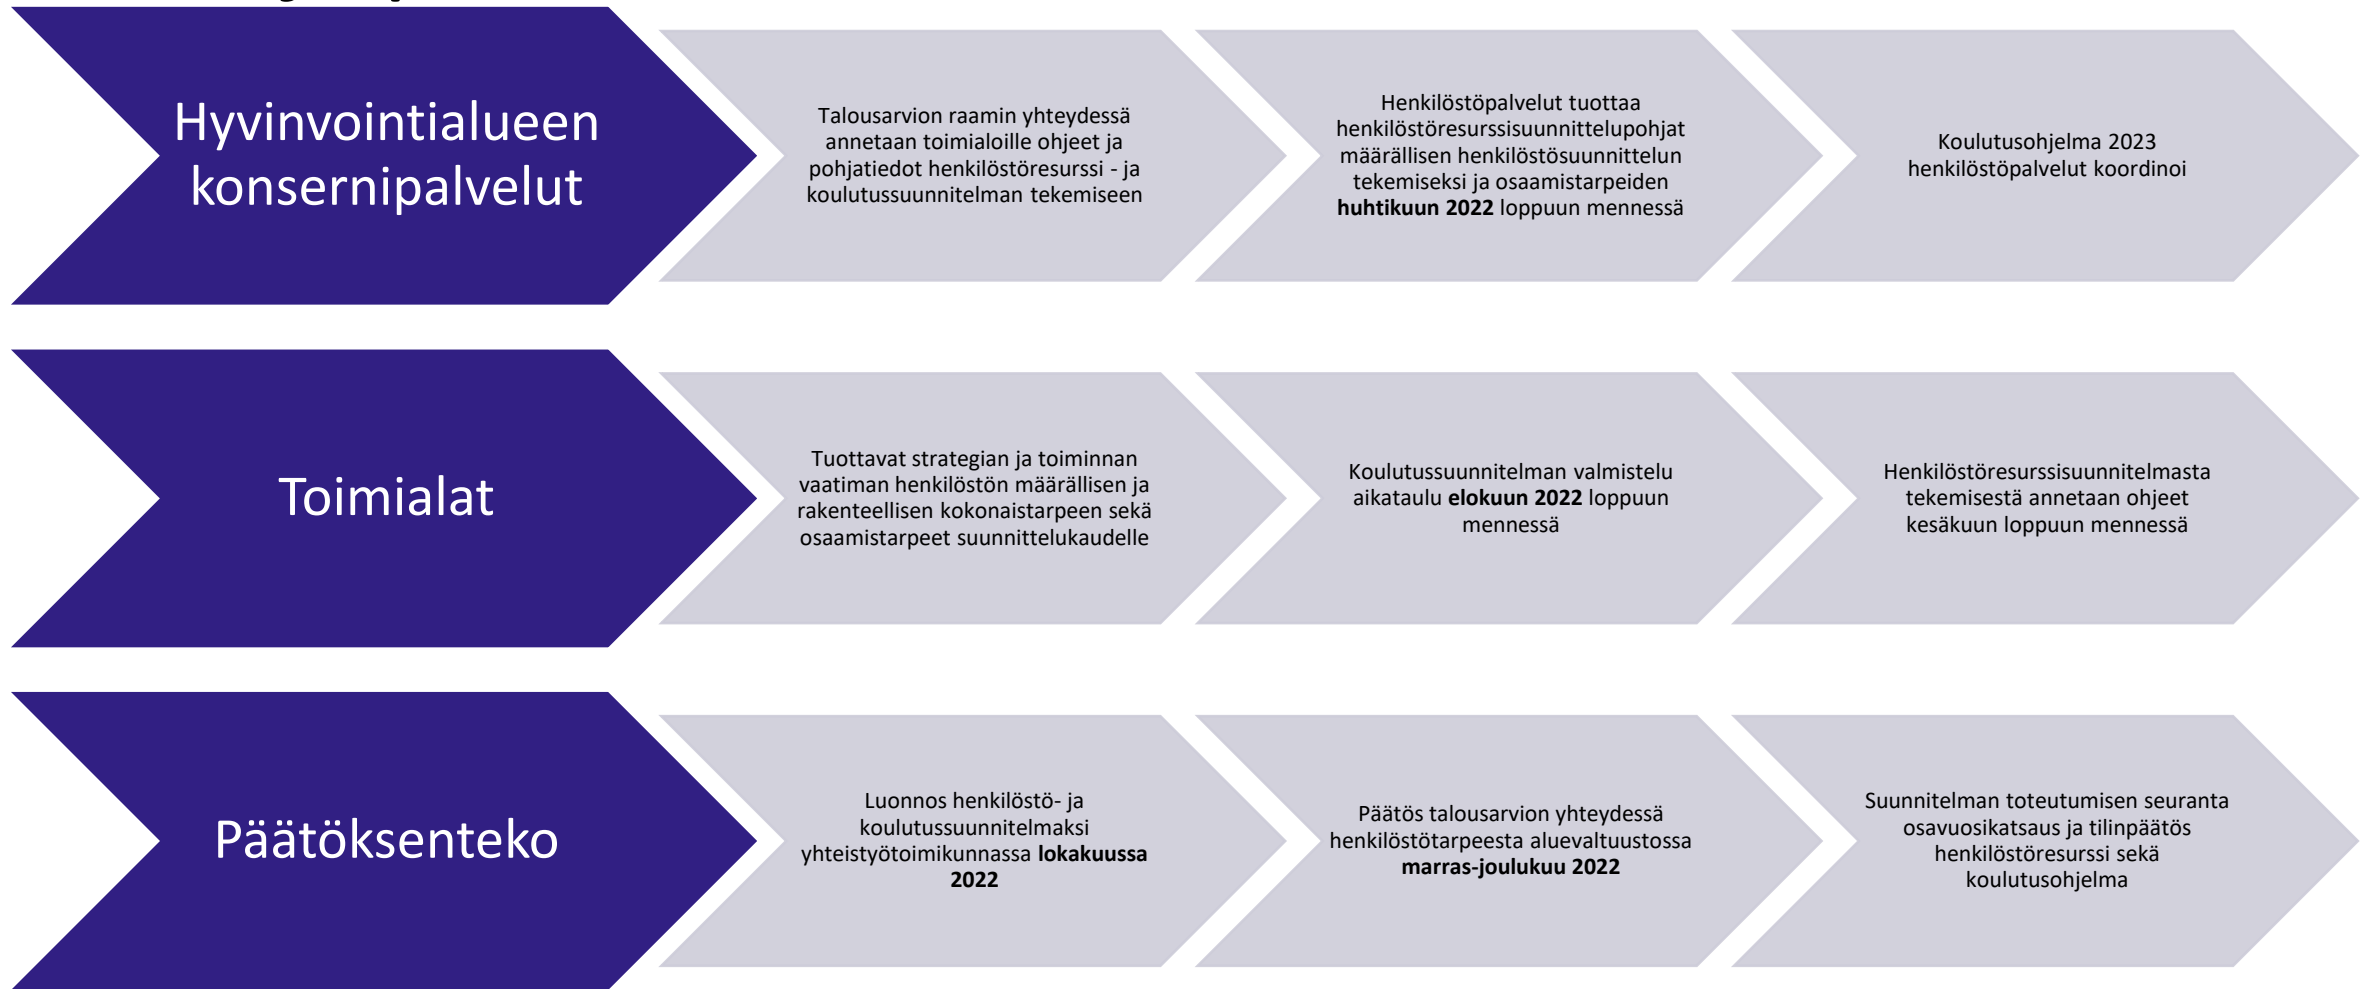 Hyvinvointialueen
konsernipalvelut
Talousarvion raamin yhteydessä
annetaan toimialoille ohjeet ja
pohjatiedot henkilöstöresurssi - ja
koulutussuunnitelman tekemiseen
Henkilöstöpalvelut tuottaa
henkilöstöresurssisuunnittelupohjat
määrällisen henkilöstösuunnittelun
tekemiseksi ja osaamistarpeiden
huhtikuun 2022 loppuun mennessä
Koulutusohjelma 2023
henkilöstöpalvelut koordinoi
Toimialat
Tuottavat strategian ja toiminnan
vaatiman henkilöstön määrällisen ja
rakenteellisen kokonaistarpeen sekä
osaamistarpeet suunnittelukaudelle
Koulutussuunnitelman valmistelu
aikataulu elokuun 2022 loppuun
mennessä
Henkilöstöresurssisuunnitelmasta
tekemisestä annetaan ohjeet
kesäkuun loppuun mennessä
Päätöksenteko
Luonnos henkilöstö- ja
koulutussuunnitelmaksi
yhteistyötoimikunnassa lokakuussa
2022
Päätös talousarvion yhteydessä
henkilöstötarpeesta aluevaltuustossa
marras-joulukuu 2022
Suunnitelman toteutumisen seuranta
osavuosikatsaus ja tilinpäätös
henkilöstöresurssi sekä
koulutusohjelma